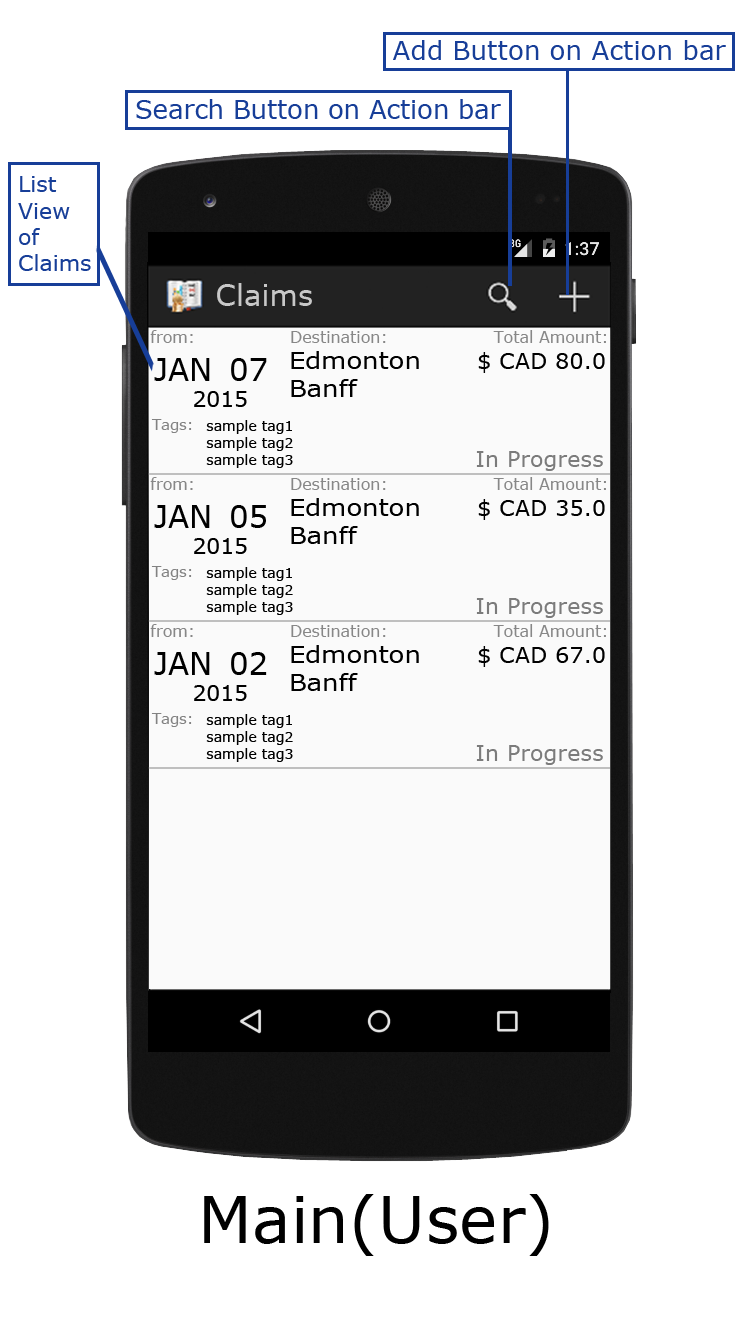 Add Button on Action bar
Search Button on Action bar
List
View
of
Claims
3G 1:37
Claims
from: Destination: Total Amount:
JAN 07 Edmonton $ CAD 80.0
2015 Banff
Tags: sample tag1
sample tag2
sample tag3 In Progress
from: Destination: Total Amount:
JAN 05 Edmonton $ CAD 35.0
2015 Banff
Tags: sample tag1
sample tag2
sample tag3 In Progress
from: Destination: Total Amount:
JAN 02 Edmonton $ CAD 67.0
2015 Banff
Tags: sample tag1
sample tag2
sample tag3 In Progress
Main(User)